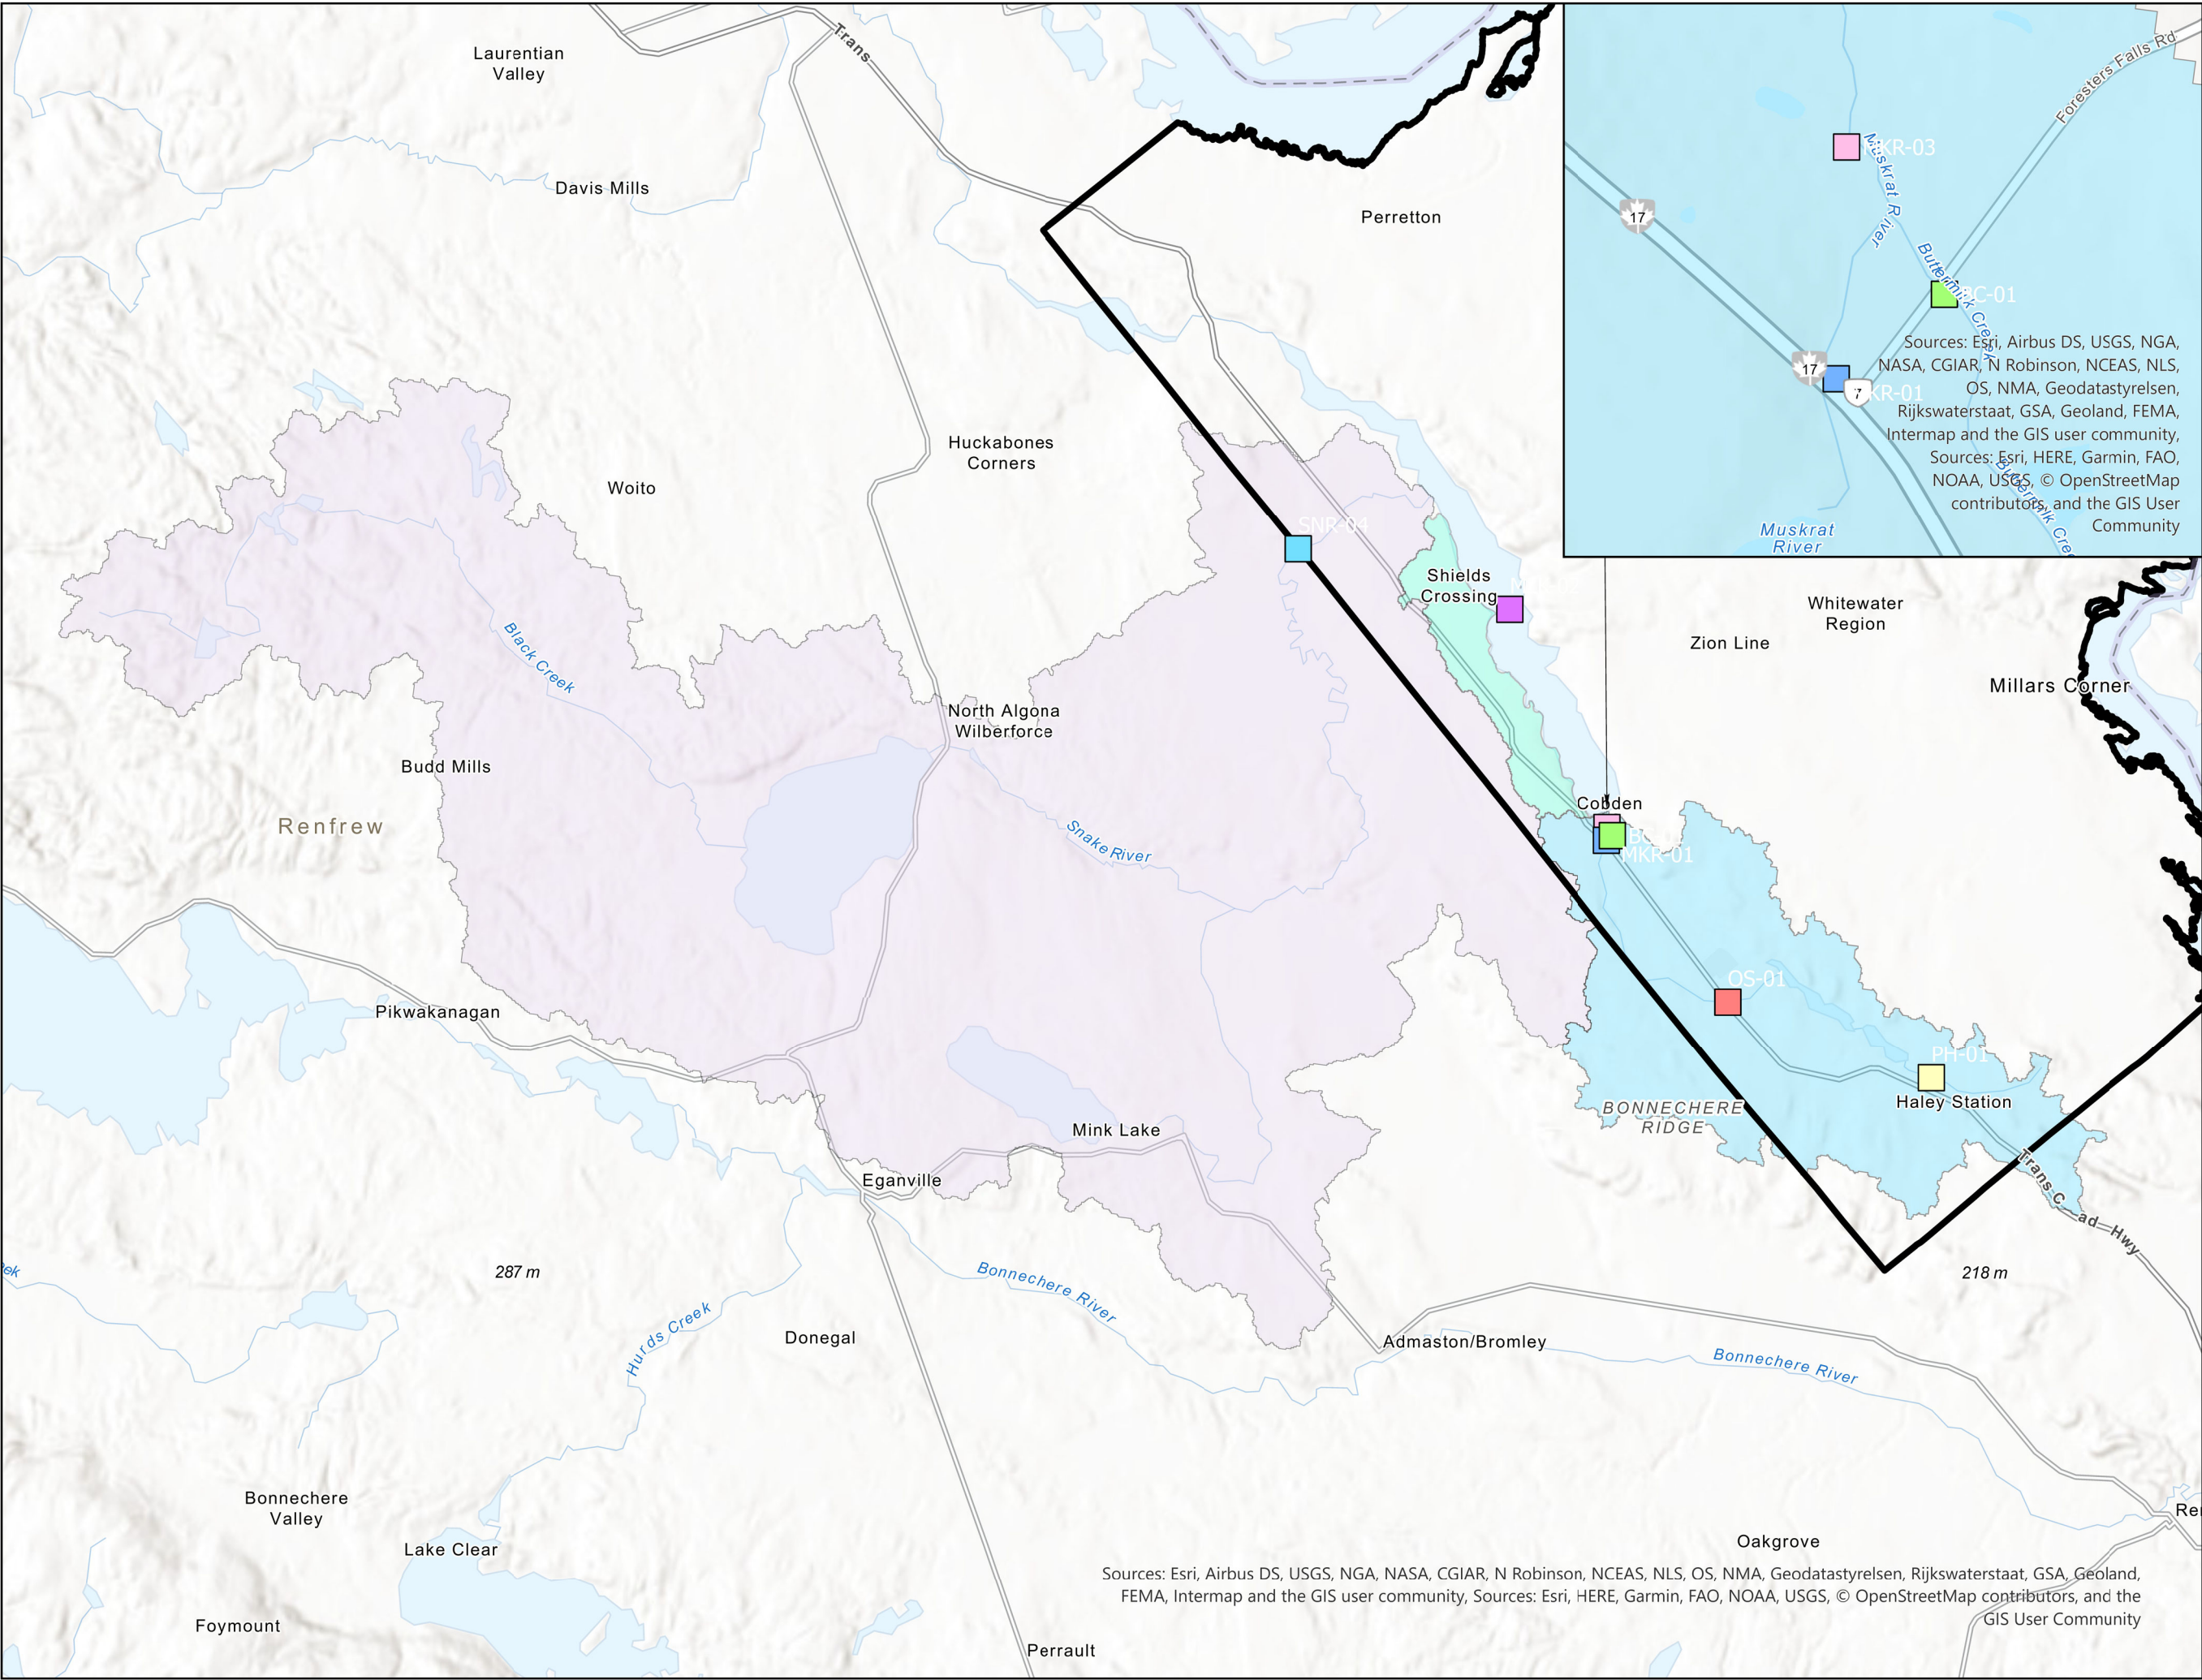 Laurentian
Valley
Trans
Davis Mills
Perretton
Huckabones
Corners
Woito
SNR-04
Shields
Crossing
Black Creek
North Algona
Wilberforce
Budd Mills
Renfrew
Snake River
Cobden
MKR-01
Whitewater
Region
Zion Line
Millars Corner
OS-01
PH-01
Haley Station
BONNECHERE
RIDGE
Pikwakanagan
Mink Lake
Eganville
Trans C
ad
Hwy
287 m
218 m
Hurds Creek
Bonnechere River
Donegal
Admaston/Bromley
Bonnechere River
Bonnechere
Valley
Lake Clear
Foymount
Perrault
Oakgrove
Sources: Esri, Airbus DS, USGS, NGA, NASA, CGIAR, N Robinson, NCEAS, NLS, OS, NMA, Geodatastyrelsen, Rijkswaterstaat, GSA, Geoland,
FEMA, Intermap and the GIS user community, Sources: Esri, HERE, Garmin, FAO, NOAA, USGS, © OpenStreetMap contributors, and the
GIS User Community
Foresters Falls Rd
MKR-03
Muskrat River
17
Buttermilk Creek
BC-01
17
7
KR-01
Sources: Esri, Airbus DS, USGS, NGA,
NASA, CGIAR, N Robinson, NCEAS, NLS,
OS, NMA, Geodatastyrelsen,
Rijkswaterstaat, GSA, Geoland, FEMA,
Intermap and the GIS user community,
Sources: Esri, HERE, Garmin, FAO,
NOAA, USGS, © OpenStreetMap
contributors, and the GIS User
Community
Buttermilk Cree
Muskrat
River